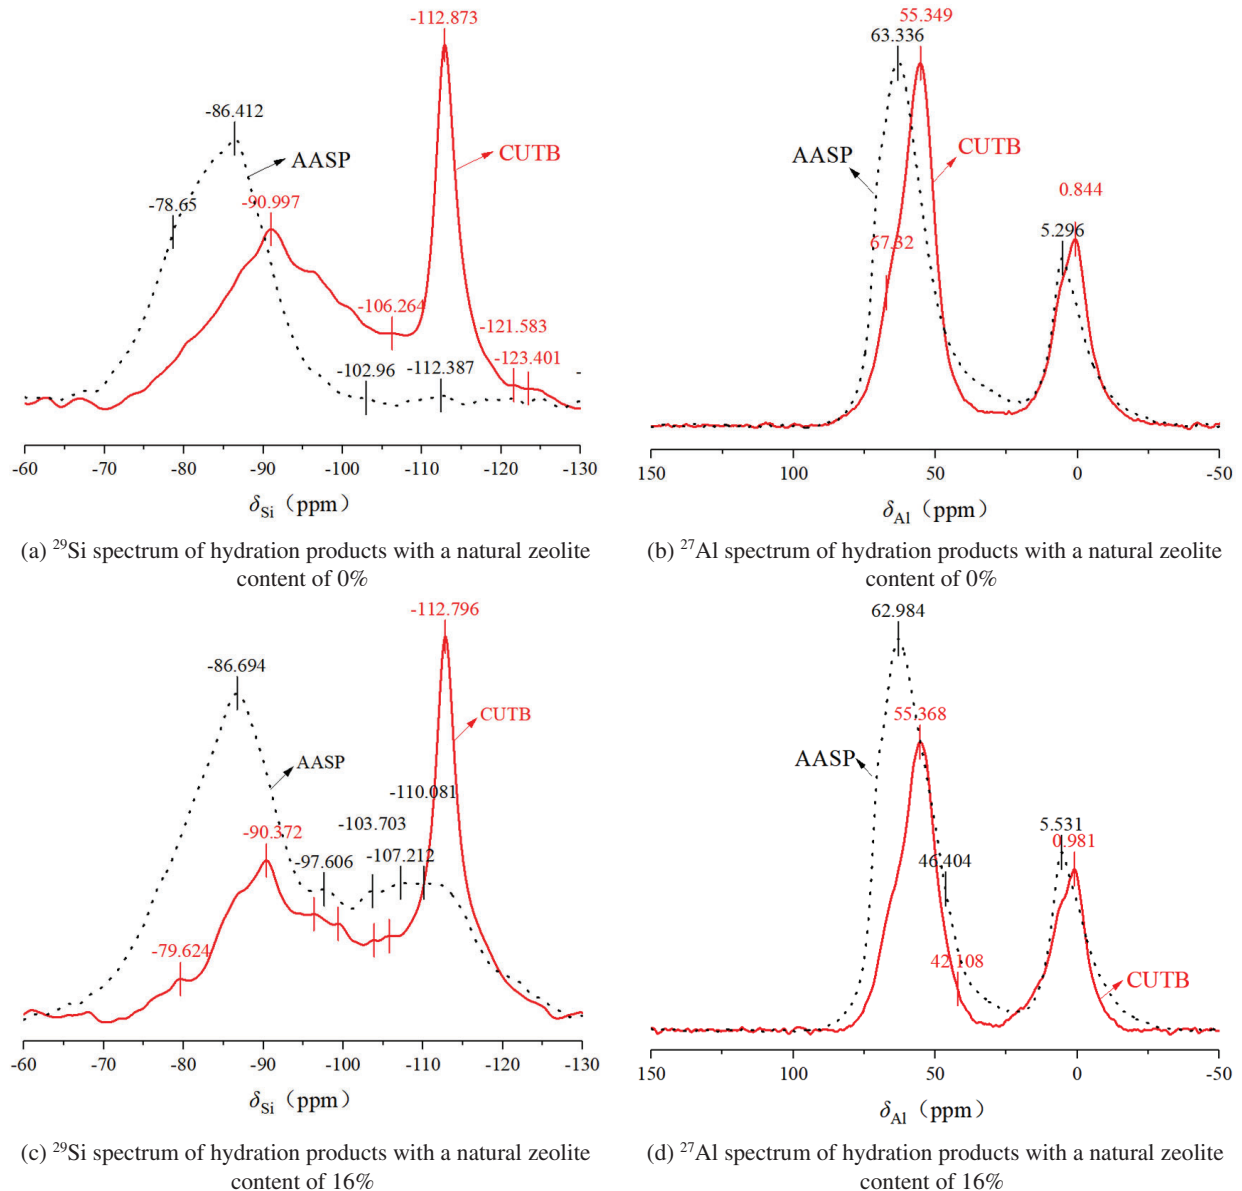 -112.873
-86.412
AASP
CUTB
-78.65
-90.997
-106.264
-121.583
-123.401
-102.96
-112.387
-60 -70 -80 -90 -100 -110 -120 -130
δSi (ppm)
(a) 29Si spectrum of hydration products with a natural zeolite
content of 0%
55.349
63.336
AASP
CUTB
0.844
5.296
67.32
150 100 50 0 -50
δAl (ppm)
(b) 27Al spectrum of hydration products with a natural zeolite
content of 0%
-112.796
-86.694
CUTB
AASP
-110.081
-103.703
-90.372
-97.606
-107.212
-79.624
-60 -70 -80 -90 -100 -110 -120 -130
δSi (ppm)
(c) 29Si spectrum of hydration products with a natural zeolite
content of 16%
62.984
55.368
AASP
5.531
0.981
46.404
42.108
CUTB
150 100 50 0 -50
δAl (ppm)
(d) 27Al spectrum of hydration products with a natural zeolite
content of 16%